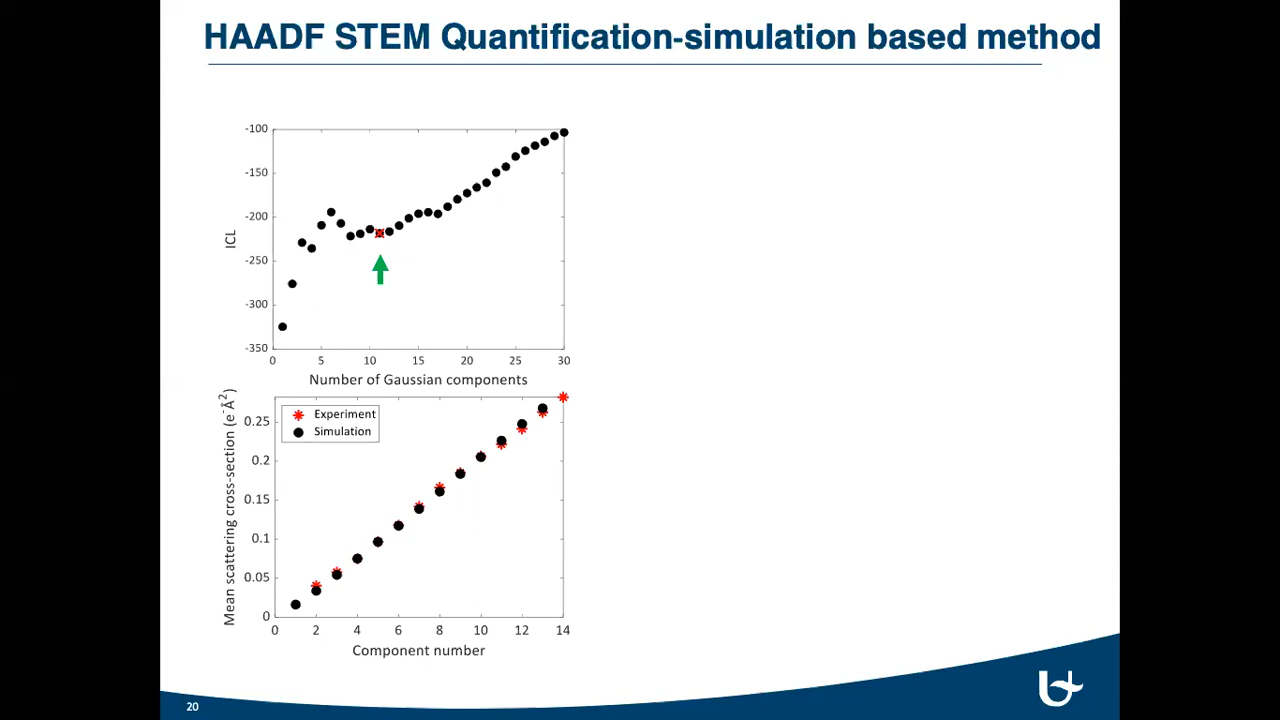 HAADF STEM Quantification-simulation based method
-100
-150
-200
-250
-300
-350
ICL
0 5 10 15 20 25 30
Number of Gaussian components
Experiment
Simulation
0.25
0.2
0.15
0.1
0.05
0
Mean scattering cross-section (e⁻Å²)
0 2 4 6 8 10 12 14
Component number
20